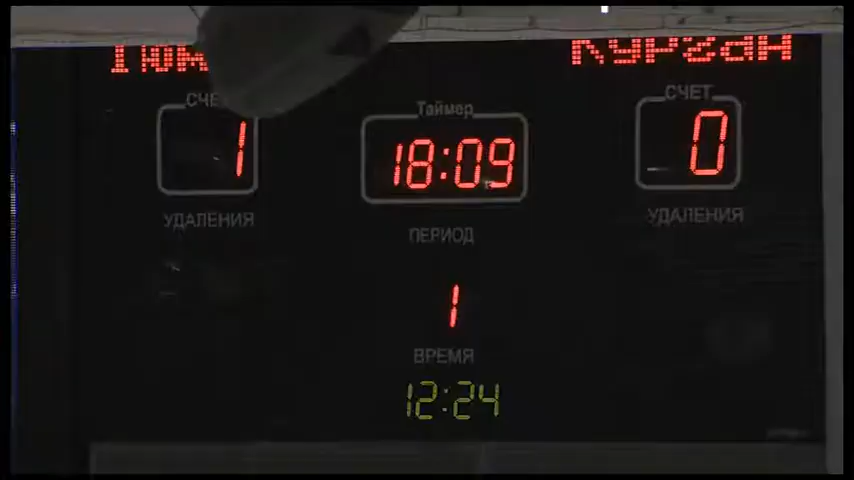 Курган
СЧЕТ
Таймер
1
18:09
0
УДАЛЕНИЯ
УДАЛЕНИЯ
ПЕРИОД
1
ВРЕМЯ
12:24